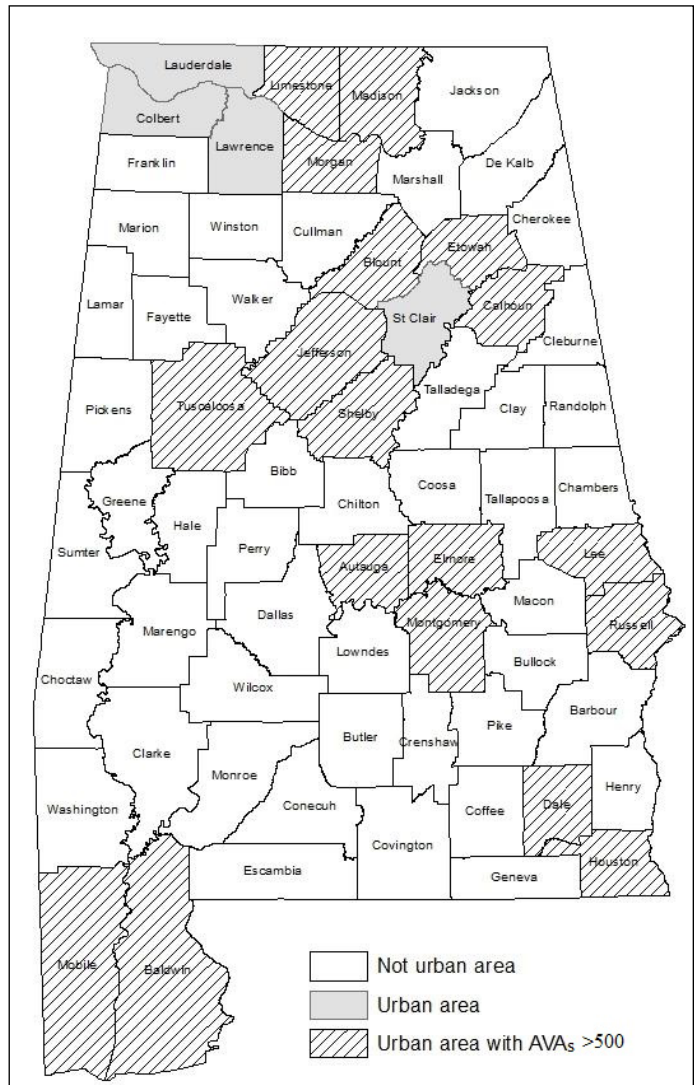 Lauderdale
Limestone
Madison
Jackson
Colbert
Lawrence
Franklin
Morgan
De Kalb
Marshall
Cherokee
Marion
Winston
Cullman
Etowah
Blount
Lamar
Fayette
Walker
St Clair
Calhoun
Cleburne
Jefferson
Talladega
Pickens
Tuscaloosa
Shelby
Clay
Randolph
Bibb
Greene
Hale
Chilton
Coosa
Tallapoosa
Chambers
Sumter
Perry
Autauga
Elmore
Lee
Macon
Dallas
Montgomery
Russell
Marengo
Lowndes
Bullock
Choctaw
Wilcox
Barbour
Clarke
Butler
Crenshaw
Pike
Monroe
Washington
Conecuh
Coffee
Dale
Henry
Covington
Escambia
Geneva
Houston
Mobile
Baldwin
Not urban area
Urban area
Urban area with AVAs >500